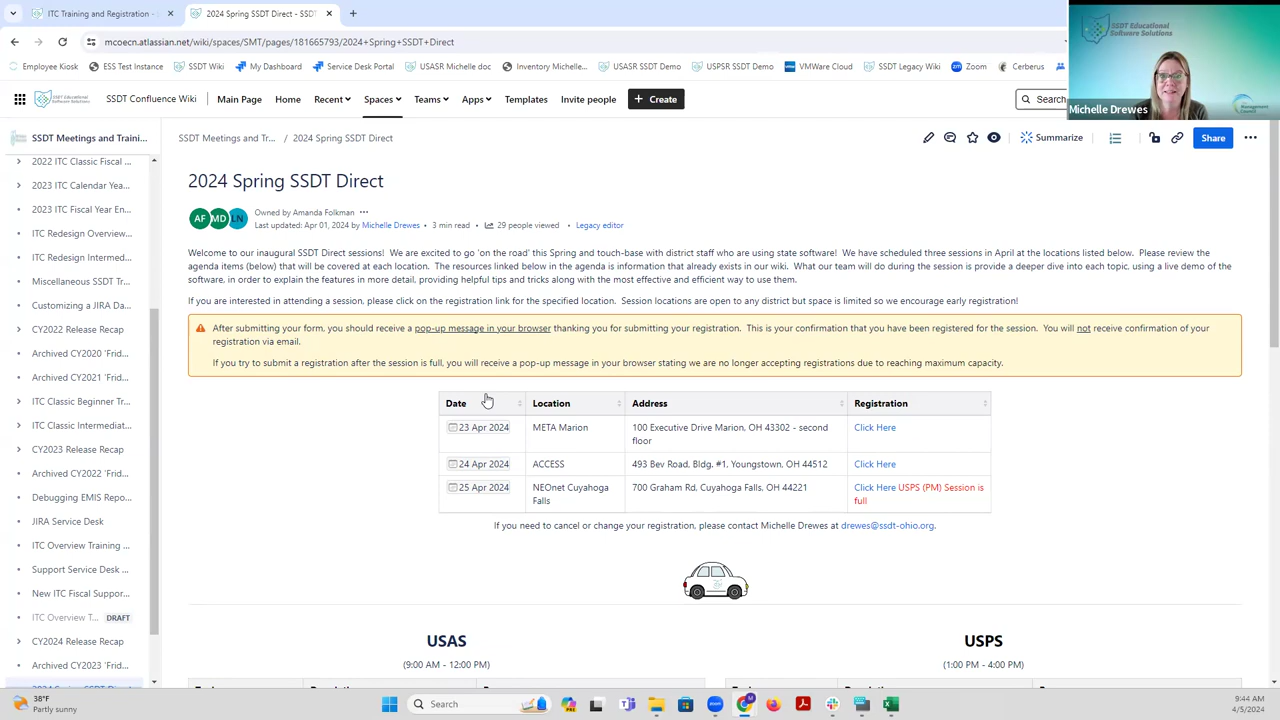 ITC Training and Registration -
2024 Spring SSDT Direct - SSDT
mcoecn.atlassian.net/wiki/spaces/SMT/pages/181665793/2024+Spring+SSDT+Direct
Employee Kiosk ESS Test Instance SSDT Wiki My Dashboard Service Desk Portal USASR Michelle doc Inventory Michelle... USASR SSDT Demo USPSR SSDT Demo VMWare Cloud SSDT Legacy Wiki Zoom Cerberus
SSDT Educational
Software Solutions
Management
Council
Michelle Drewes
SSDT Confluence Wiki Main Page Home Recent Spaces Teams Apps Templates Invite people + Create Search
SSDT Meetings and Traini...
2022 ITC Classic Fiscal ...
2023 ITC Calendar Yea...
2023 ITC Fiscal Year En...
ITC Redesign Overview...
ITC Redesign Intermed...
Miscellaneous SSDT Tr...
Customizing a JIRA Da...
CY2022 Release Recap
Archived CY2020 'Frid...
Archived CY2021 'Frid...
ITC Classic Beginner Tr...
ITC Classic Intermediat...
CY2023 Release Recap
Archived CY2022 'Frid...
Debugging EMIS Repo...
JIRA Service Desk
ITC Overview Training ...
Support Service Desk ...
New ITC Fiscal Suppor...
ITC Overview T... DRAFT
CY2024 Release Recap
Archived CY2023 'Frid...
2024 Spring SSDT Direct
SSDT Meetings and Tr... / 2024 Spring SSDT Direct
Summarize Share
2024 Spring SSDT Direct
AF MD LN
Owned by Amanda Folkman
Last updated: Apr 01, 2024 by Michelle Drewes • 3 min read • 29 people viewed • Legacy editor
Welcome to our inaugural SSDT Direct sessions! We are excited to go 'on the road' this Spring and touch-base with district staff who are using state software! We have scheduled three sessions in April at the locations listed below. Please review the
agenda items (below) that will be covered at each location. The resources linked below in the agenda is information that already exists in our wiki. What our team will do during the session is provide a deeper dive into each topic, using a live demo of the
software, in order to explain the features in more detail, providing helpful tips and tricks along with the most effective and efficient way to use them.
If you are interested in attending a session, please click on the registration link for the specified location. Session locations are open to any district but space is limited so we encourage early registration!
After submitting your form, you should receive a pop-up message in your browser thanking you for submitting your registration. This is your confirmation that you have been registered for the session. You will not receive confirmation of your
registration via email.
If you try to submit a registration after the session is full, you will receive a pop-up message in your browser stating we are no longer accepting registrations due to reaching maximum capacity.
Date Location Address Registration
23 Apr 2024 META Marion 100 Executive Drive Marion, OH 43302 - second Click Here
floor
24 Apr 2024 ACCESS 493 Bev Road, Bldg. #1, Youngstown, OH 44512 Click Here
25 Apr 2024 NEOnet Cuyahoga 700 Graham Rd, Cuyahoga Falls, OH 44221 Click Here USPS (PM) Session is
Falls full
If you need to cancel or change your registration, please contact Michelle Drewes at drewes@ssdt-ohio.org.
USAS USPS
(9:00 AM - 12:00 PM) (1:00 PM - 4:00 PM)
38°F
Partly sunny
Search
9:44 AM
4/5/2024